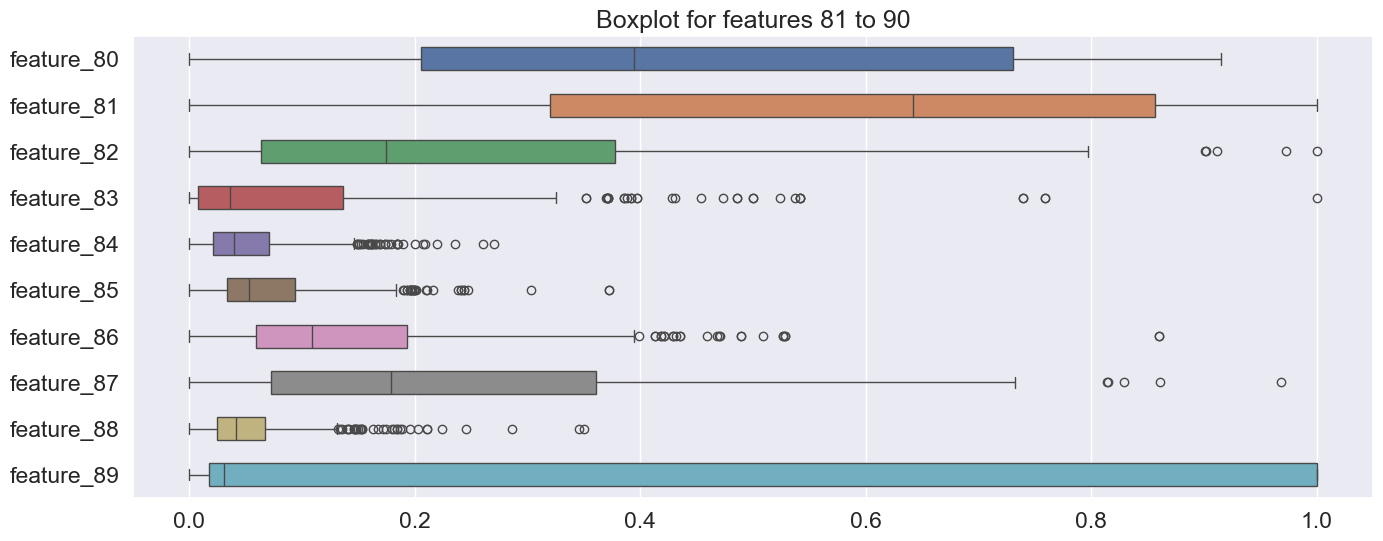 Boxplot for features 81 to 90
feature_80
feature_81
feature_82
feature_83
feature_84
feature_85
feature_86
feature_87
feature_88
feature_89
0.0 0.2 0.4 0.6 0.8 1.0